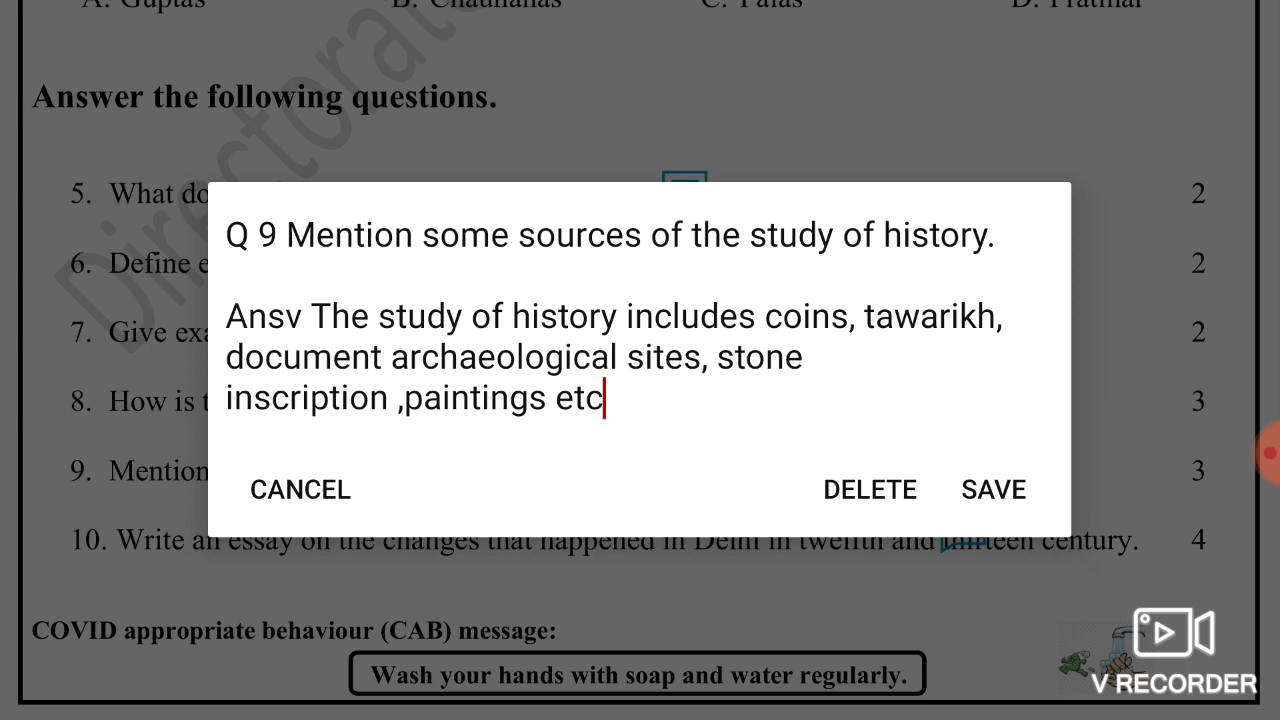 A. Guptas B. Chauhanas C. Palas D. Pratihar
Answer the following questions.
5. What do 2
6. Define 2
7. Give 2
8. How is 3
9. Mention 3
10. Write an essay on the changes that happened in Delhi in twelfth and thirteen century. 4
Q 9 Mention some sources of the study of history.
Ansv The study of history includes coins, tawarikh,
document archaeological sites, stone
inscription ,paintings etc
CANCEL DELETE SAVE
COVID appropriate behaviour (CAB) message:
Wash your hands with soap and water regularly.
V RECORDER
Directorat